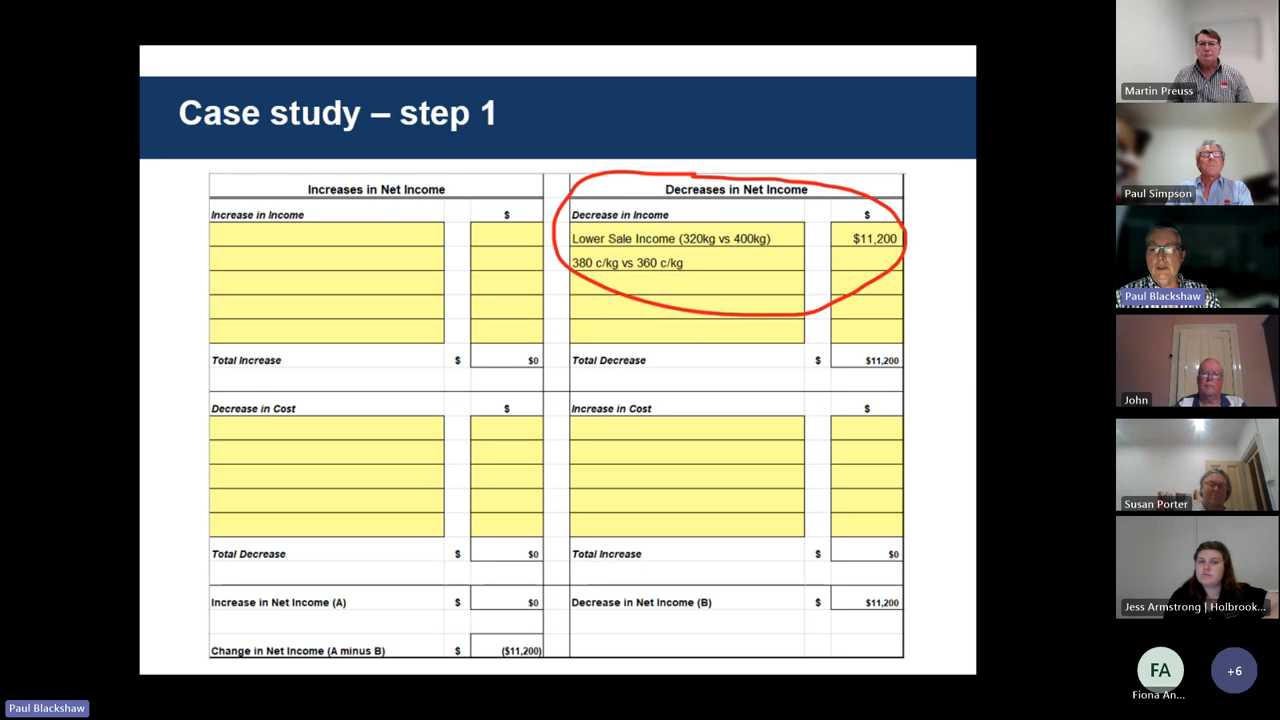 Case study – step 1
Increases in Net Income Decreases in Net Income
Increase in Income $ Decrease in Income $
Lower Sale Income (320kg vs 400kg) $11,200
380 c/kg vs 360 c/kg
Total Increase $ $0 Total Decrease $ $11,200
Decrease in Cost $ Increase in Cost $
Total Decrease $ $0 Total Increase $ $0
Increase in Net Income (A) $ $0 Decrease in Net Income (B) $ $11,200
Change in Net Income (A minus B) $ ($11,200)
Martin Preuss
Paul Simpson
Paul Blackshaw
John
Susan Porter
Jess Armstrong | Holbrook...
FA
Fiona An...
+6
Paul Blackshaw